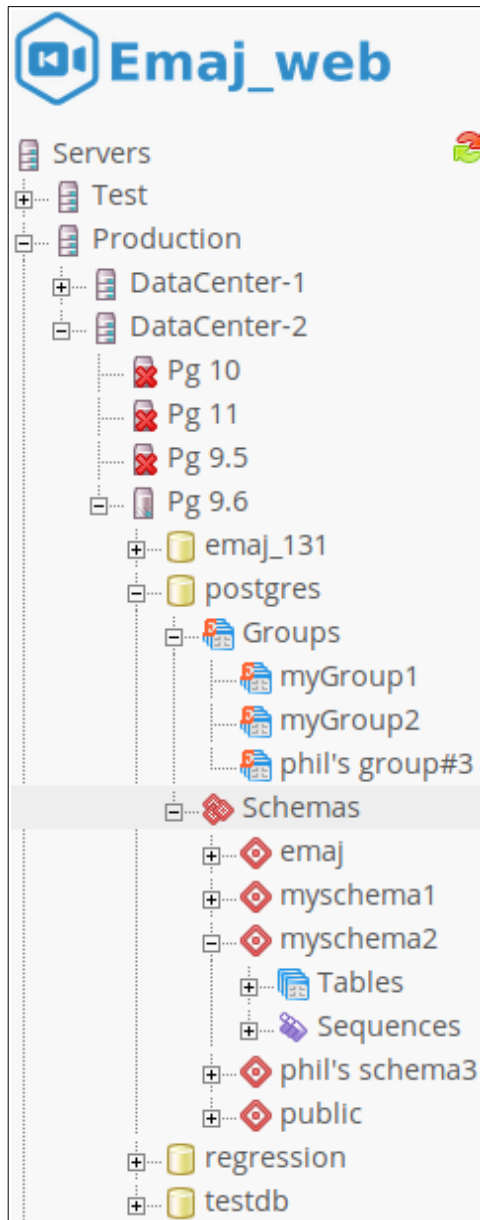 Emaj_web
Servers
Test
Production
DataCenter-1
DataCenter-2
Pg 10
Pg 11
Pg 9.5
Pg 9.6
emaj_131
postgres
Groups
myGroup1
myGroup2
phil's group#3
Schemas
emaj
myschema1
myschema2
Tables
Sequences
phil's schema3
public
regression
testdb